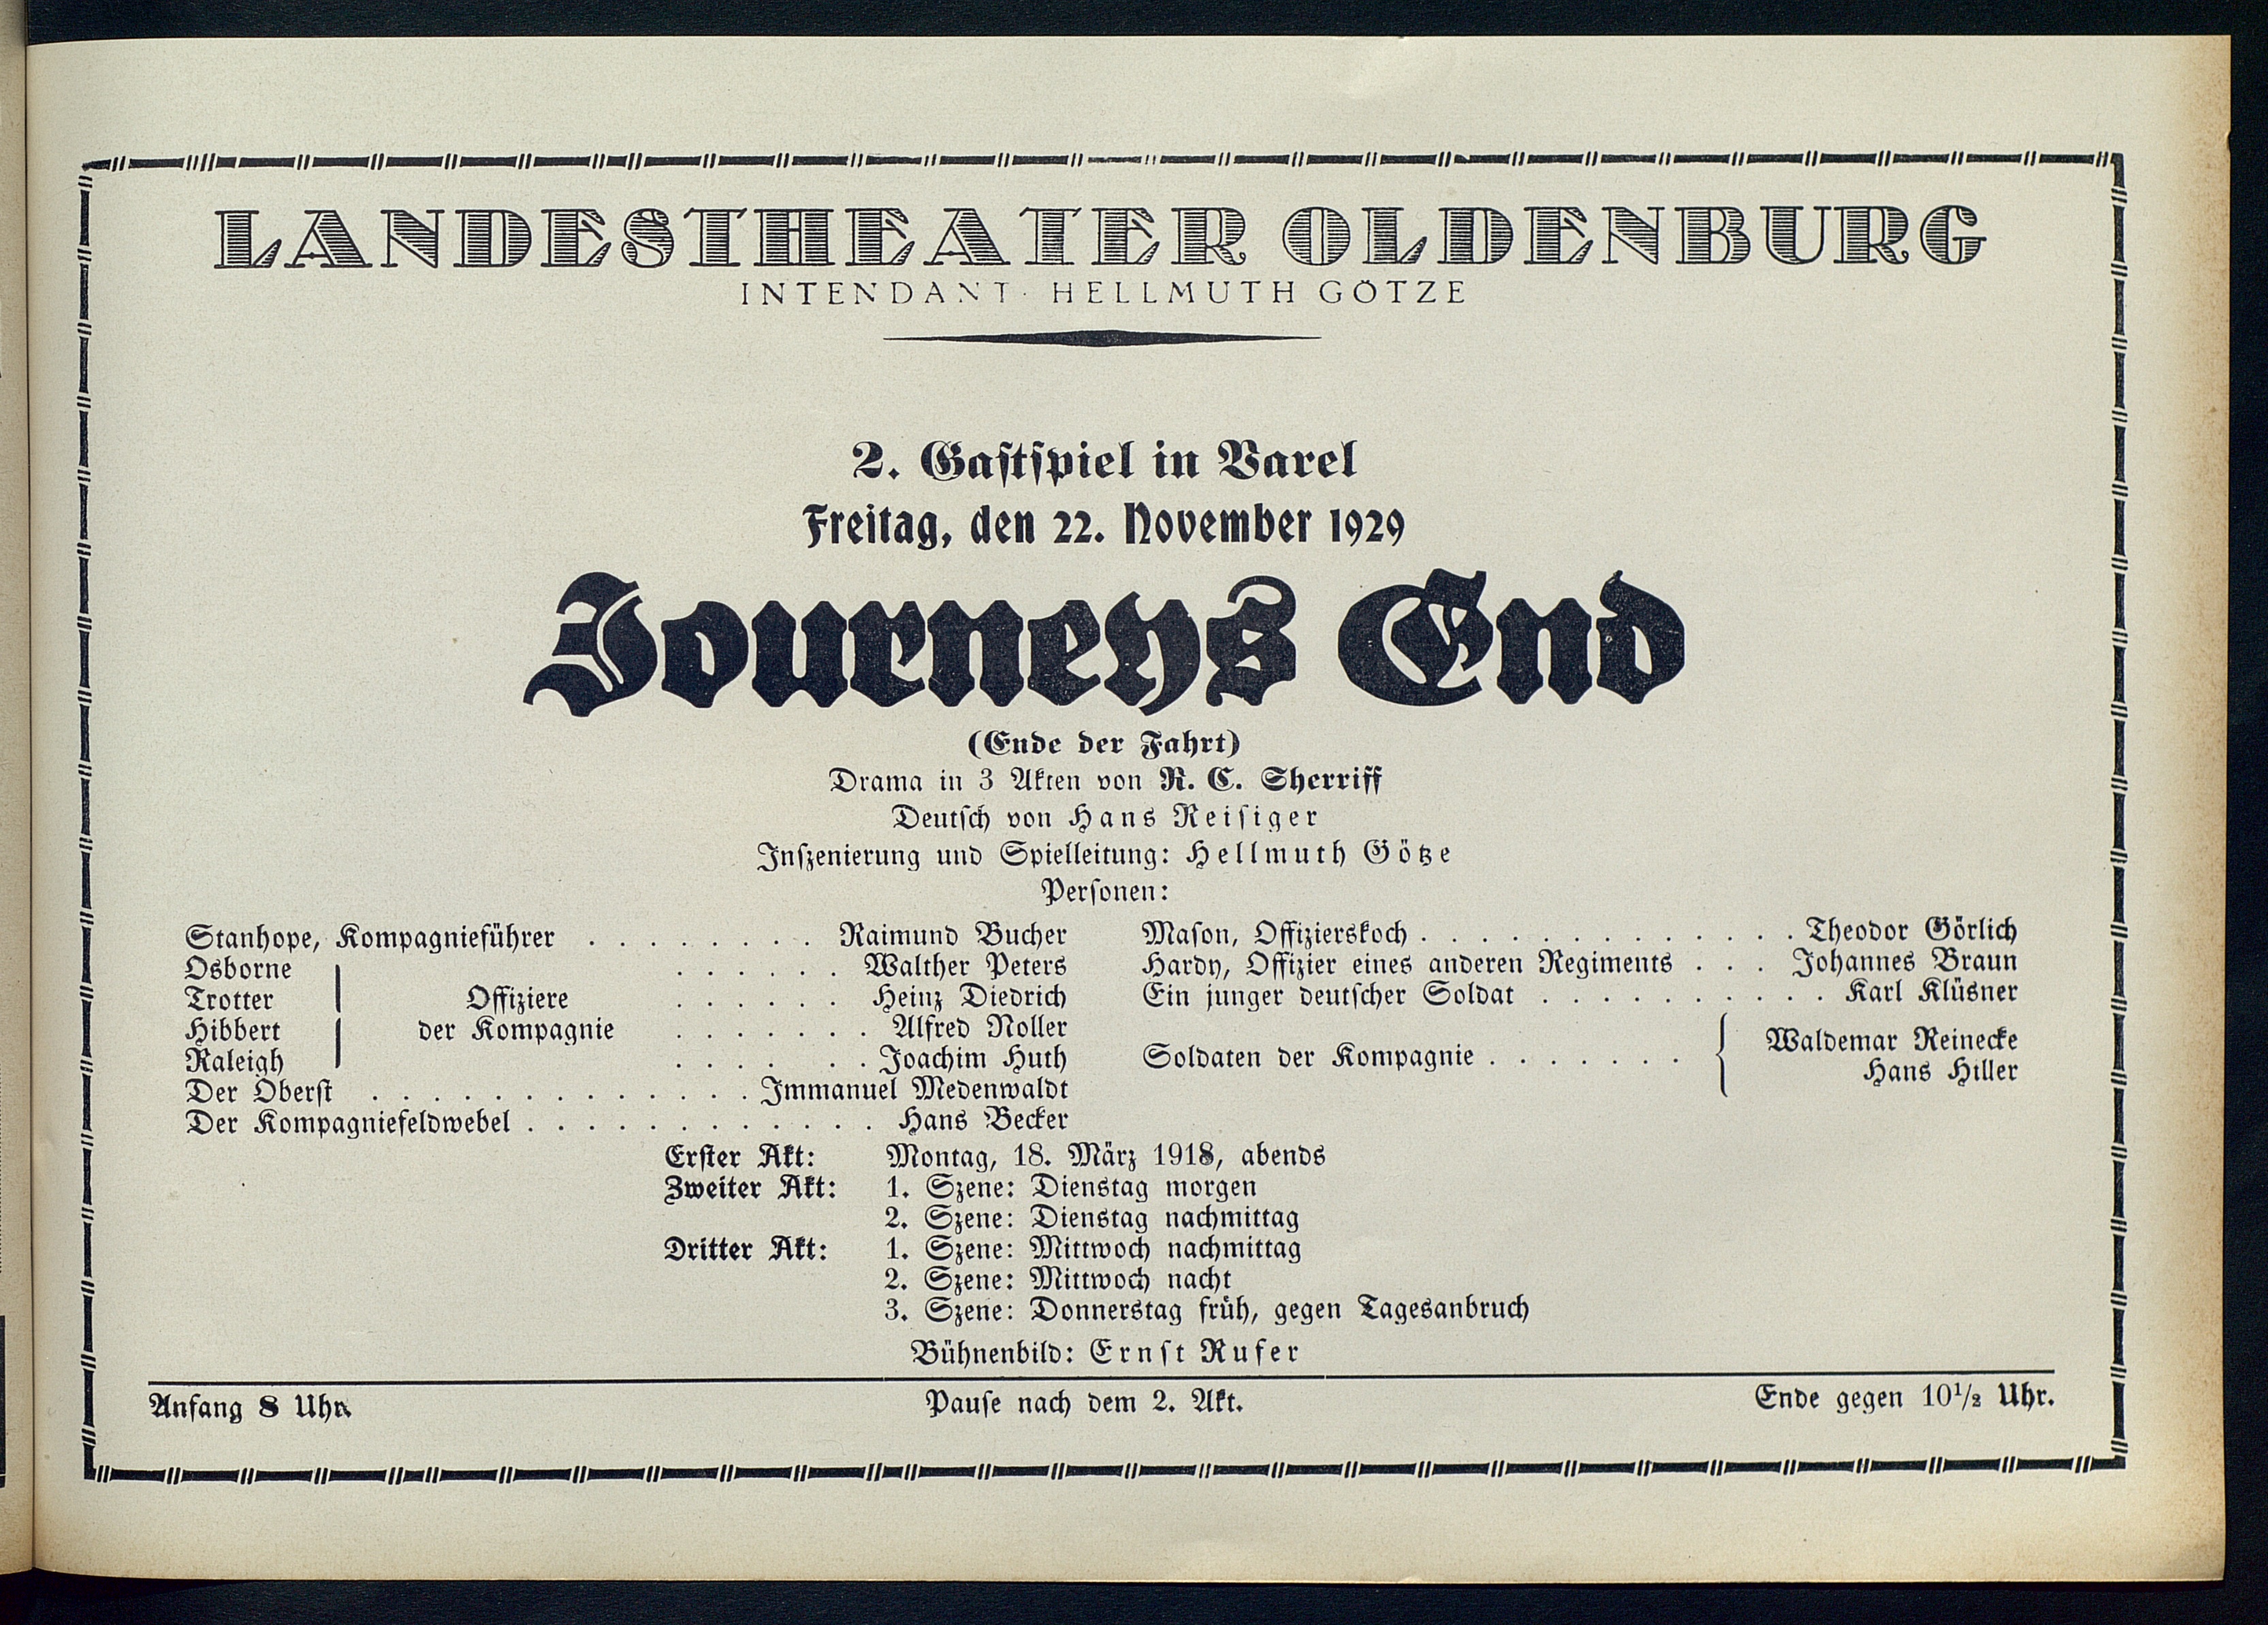 LANDESTHEATER OLDENBURG
INTENDANT· HELLMUTH GÖTZE
2. Gastspiel in Varel
Freitag, den 22. November 1929
Journeys End
(Ende der Fahrt)
Drama in 3 Akten von R. C. Sherriff
Deutsch von Hans Reisiger
Inszenierung und Spielleitung: Hellmuth Götze
Personen:
Stanhope, Kompagnieführer . . . . . . . . Raimund Bucher
Osborne . . . . . . Walther Peters
Trotter Offiziere . . . . . . Heinz Diedrich
Hibbert der Kompagnie . . . . . . . Alfred Noller
Raleigh . . . . . Joachim Huth
Der Oberst . . . . . . . . . . . . . Immanuel Medenwaldt
Der Kompagniefeldwebel . . . . . . . . . . . . Hans Becker
Mason, Offizierskoch . . . . . . . . . . . . . Theodor Görlich
Hardy, Offizier eines anderen Regiments . . . Johannes Braun
Ein junger deutscher Soldat . . . . . . . . . . Karl Klüsner
Soldaten der Kompagnie . . . . . . . { Waldemar Reinecke
Hans Hiller
Erster Akt: Montag, 18. März 1918, abends
Zweiter Akt: 1. Szene: Dienstag morgen
2. Szene: Dienstag nachmittag
Dritter Akt: 1. Szene: Mittwoch nachmittag
2. Szene: Mittwoch nacht
3. Szene: Donnerstag früh, gegen Tagesanbruch
Bühnenbild: Ernst Rufer
Anfang 8 Uhr. Pause nach dem 2. Akt. Ende gegen 10½ Uhr.